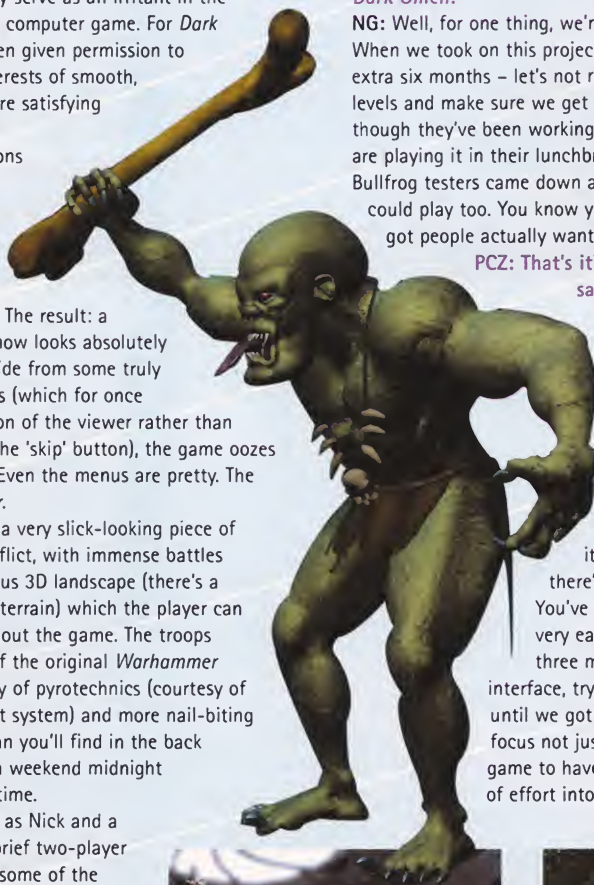 y serve as an irritant in the
computer game. For Dark
en given permission to
erests of smooth,
re satisfying
ons
The result: a
now looks absolutely
ide from some truly
s (which for once
on of the viewer rather than
he 'skip' button), the game oozes
Even the menus are pretty. The
r.
a very slick-looking piece of
flict, with immense battles
us 3D landscape (there's a
terrain) which the player can
out the game. The troops
f the original Warhammer
y of pyrotechnics (courtesy of
t system) and more nail-biting
an you'll find in the back
weekend midnight
time.
as Nick and a
brief two-player
some of the
NG: Well, for one thing, we'r
When we took on this projec
extra six months – let's not r
levels and make sure we get
though they've been working
are playing it in their lunchbr
Bullfrog testers came down a
could play too. You know y
got people actually want
PCZ: That's it
sa
it
there'
You've
very ea
three m
interface, try
until we got
focus not jus
game to have
of effort into